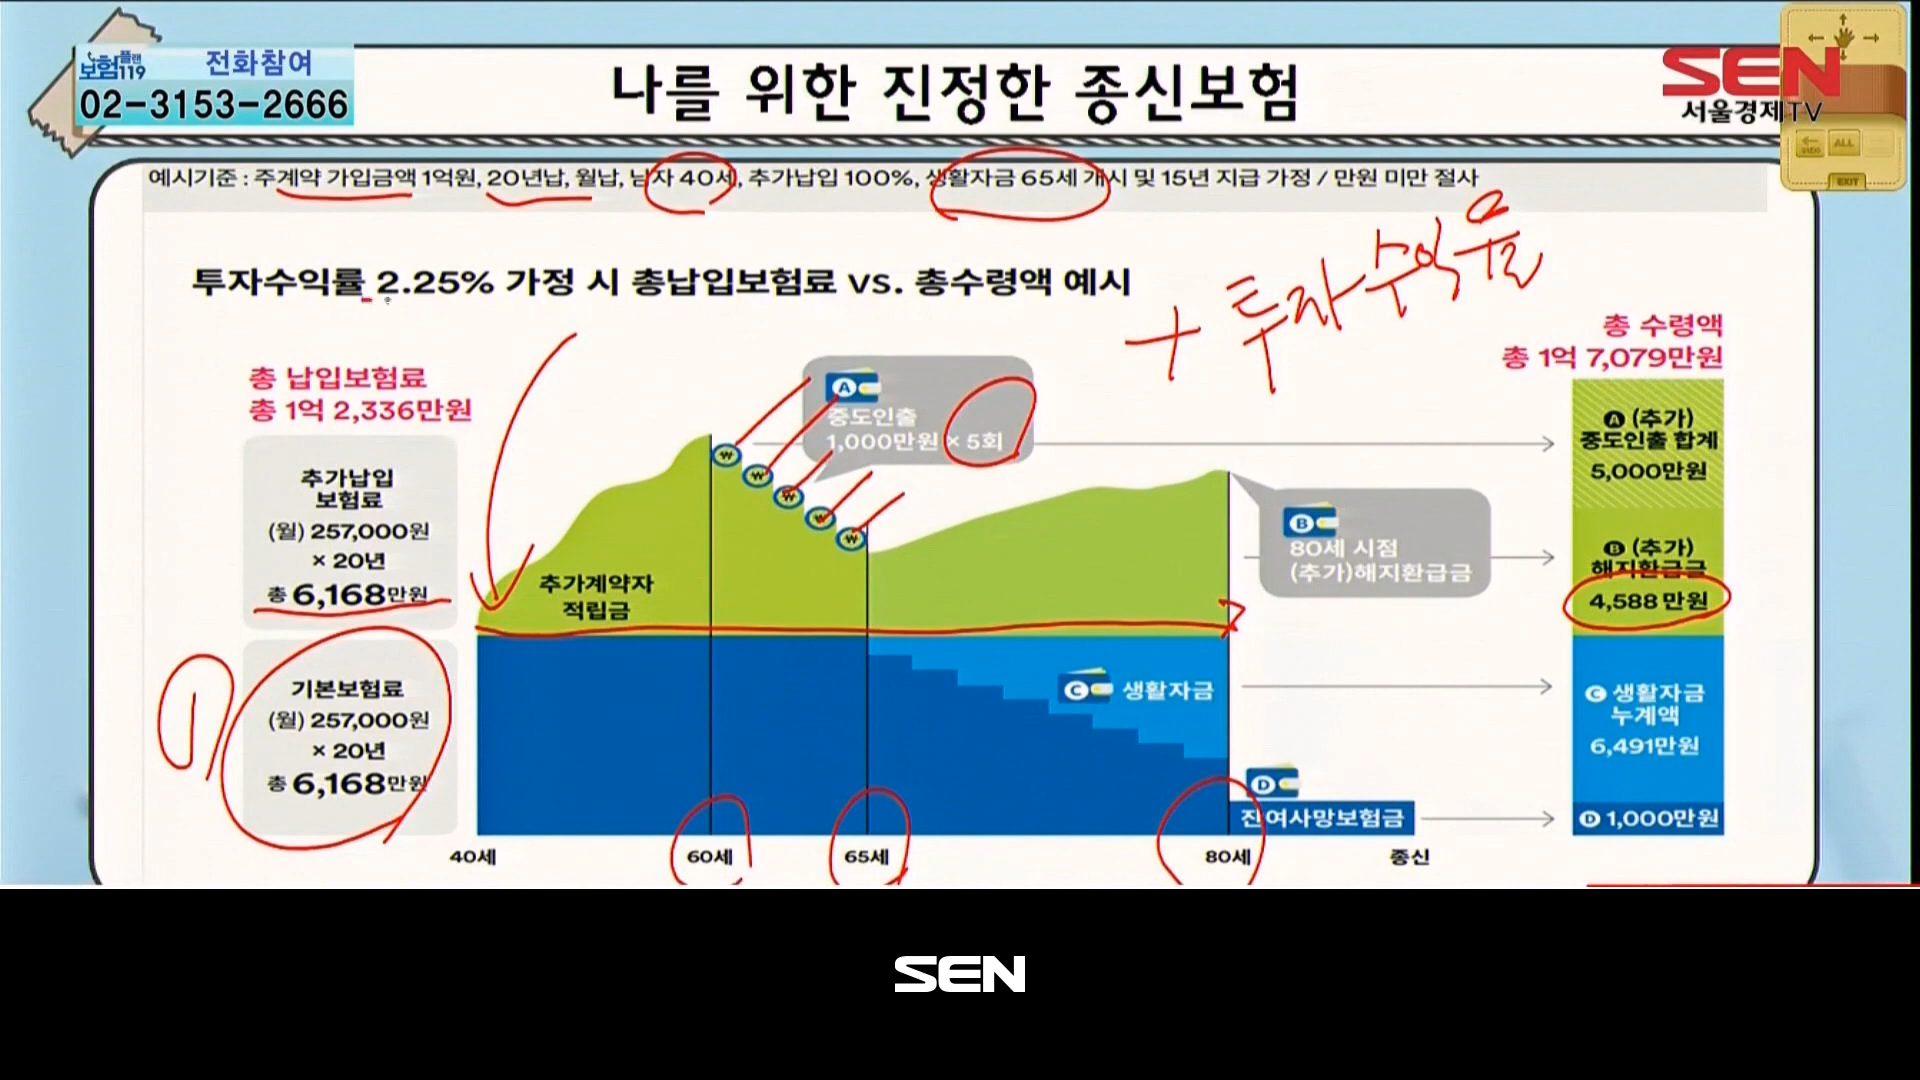 보험플랜119
전화참여
02-3153-2666
나를 위한 진정한 종신보험
SEN
서울경제TV
UNDO
ALL
EXIT
예시기준 : 주계약 가입금액 1억원, 20년납, 월납, 남자 40세, 추가납입 100%, 생활자금 65세 개시 및 15년 지급 가정 / 만원 미만 절사
투자수익률 2.25% 가정 시 총납입보험료 vs. 총수령액 예시
+ 투자수익율
총 납입보험료
총 1억 2,336만원
총 수령액
총 1억 7,079만원
추가납입
보험료
(월) 257,000원
× 20년
총 6,168만원
1
기본보험료
(월) 257,000원
× 20년
총 6,168만원
A
중도인출
1,000만원 × 5회
₩
₩
₩
₩
₩
추가계약자
적립금
B
80세 시점
(추가)해지환급금
C 생활자금
D
잔여사망보험금
A (추가)
중도인출 합계
5,000만원
B (추가)
해지환급금
4,588만원
C 생활자금
누계액
6,491만원
D 1,000만원
40세
60세
65세
80세
종신
SEN